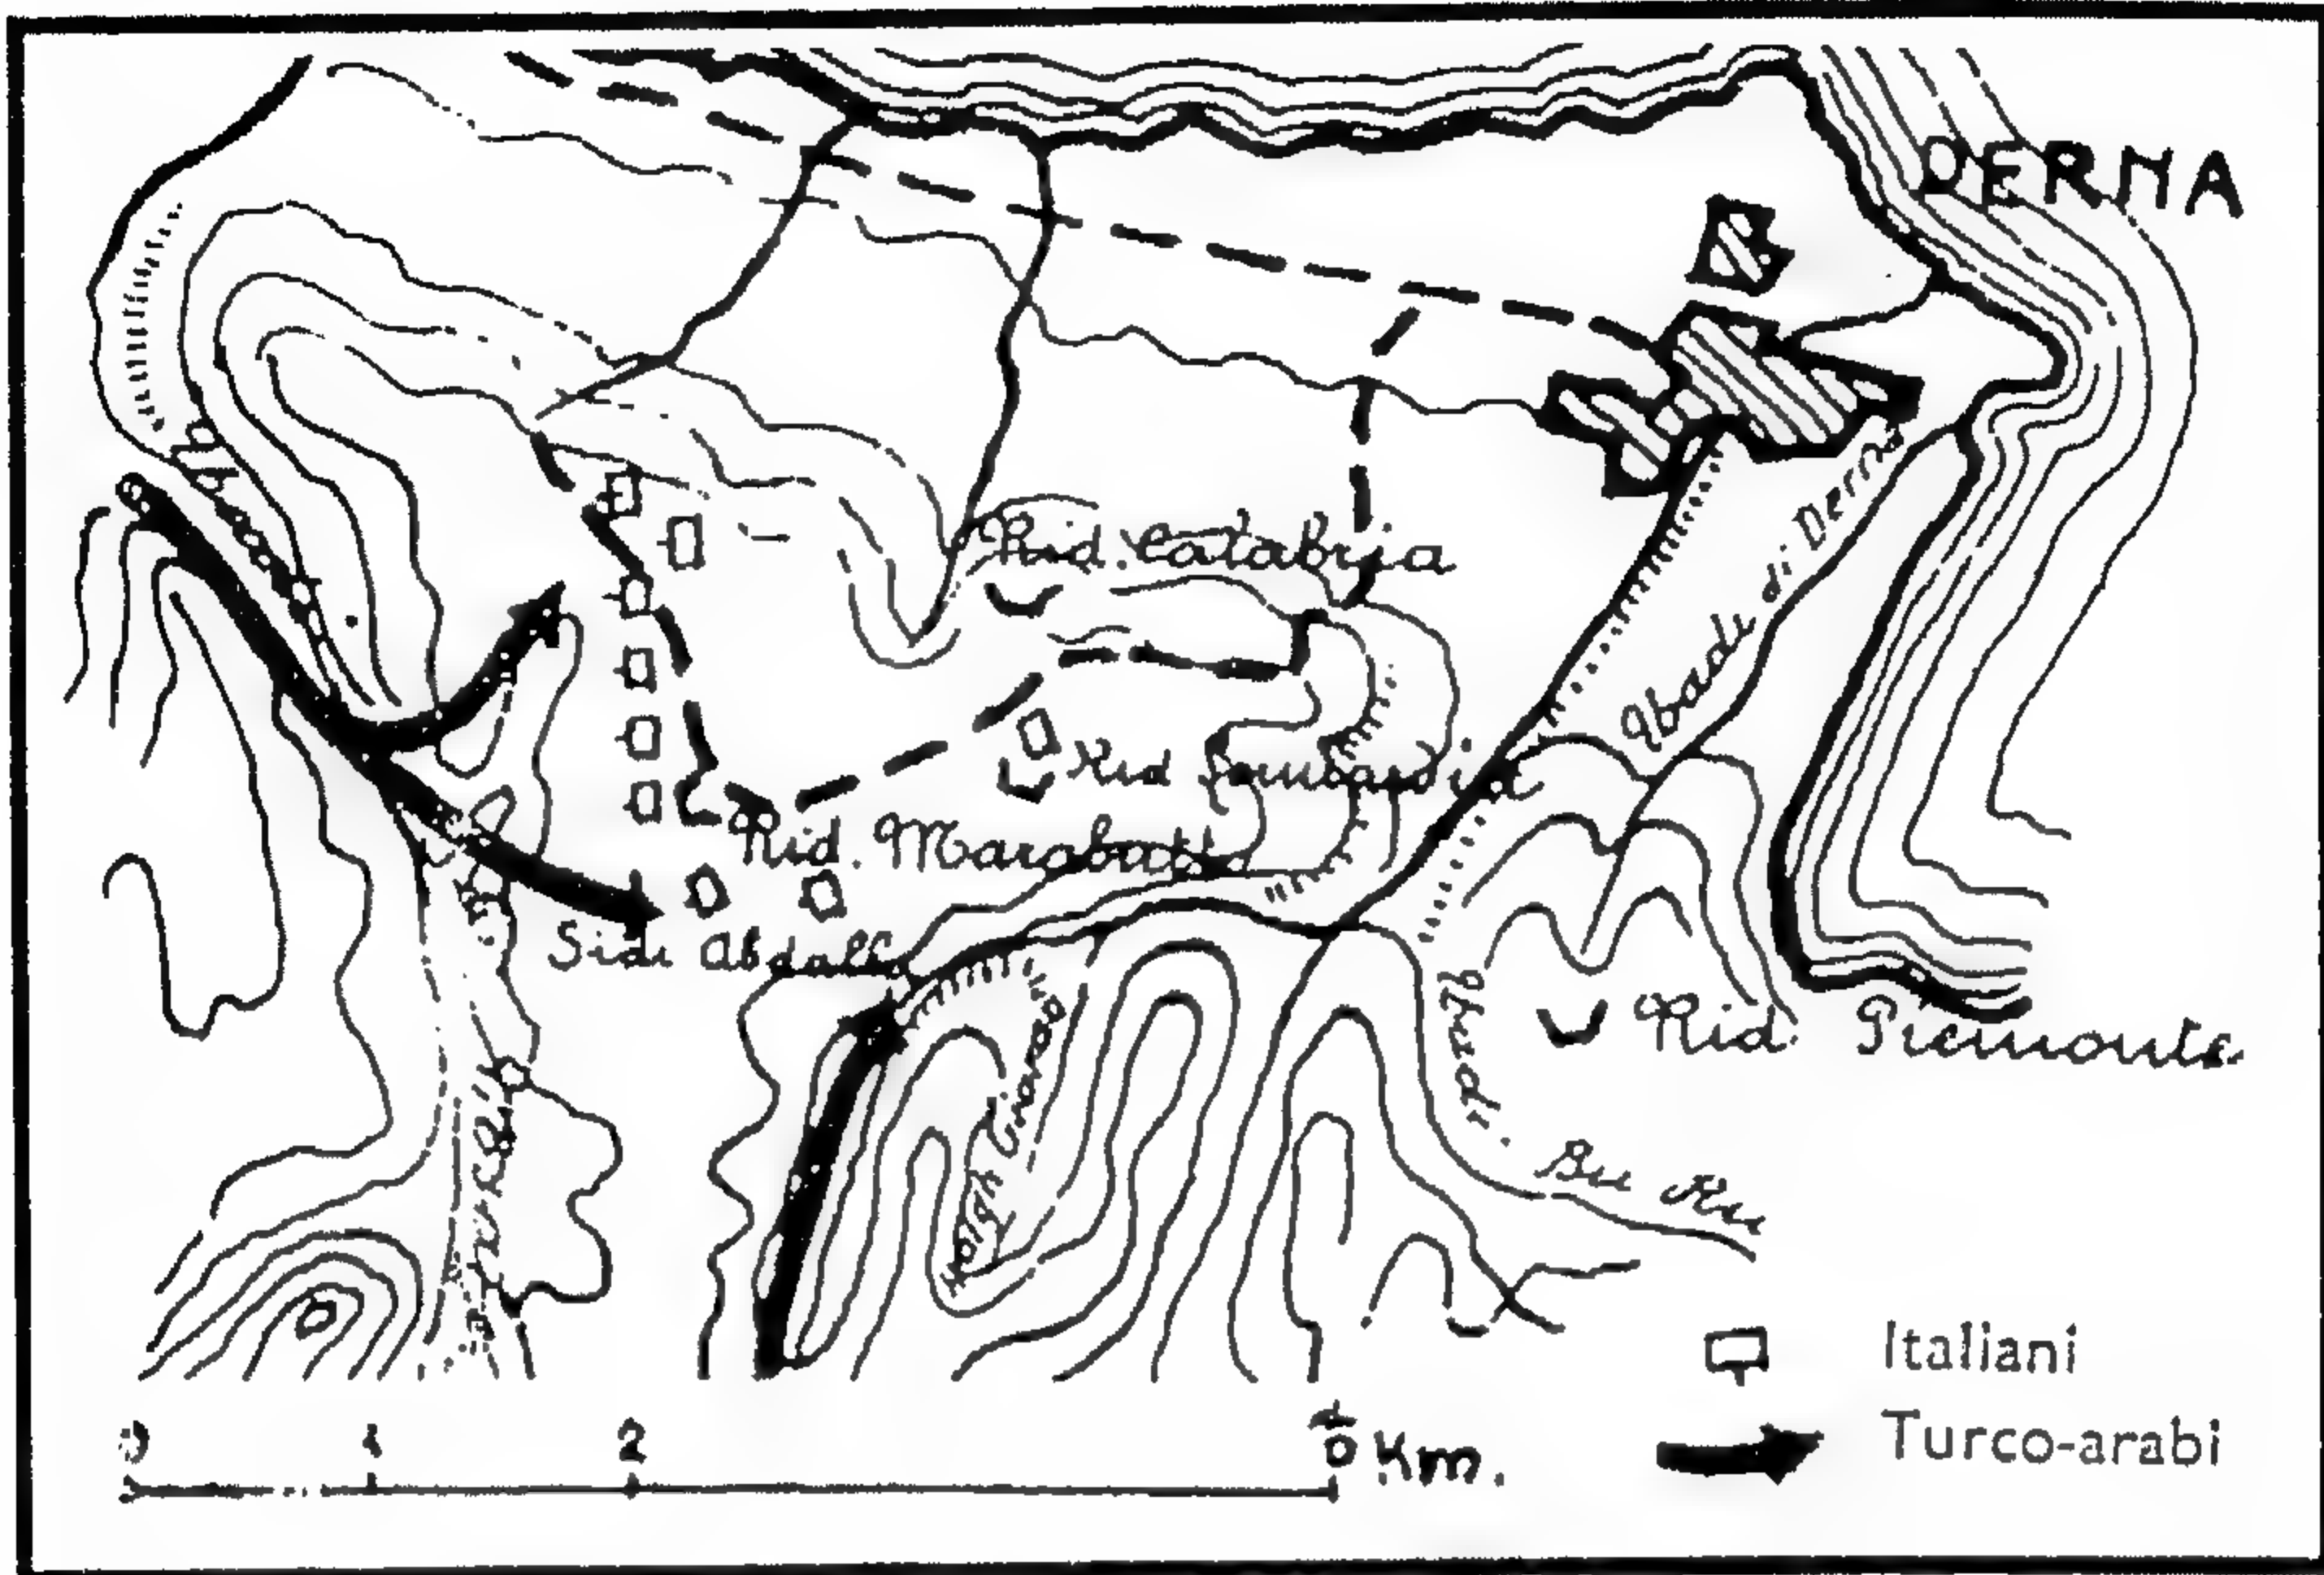 DERNA
Rid. Calabria
Uadi di Derna
Rid Lombardia
Rid. Marabutto
Sidi Abdalla
Rid. Piemonte
Bu
Italiani
Turco-arabi
0 1 2 5 Km.